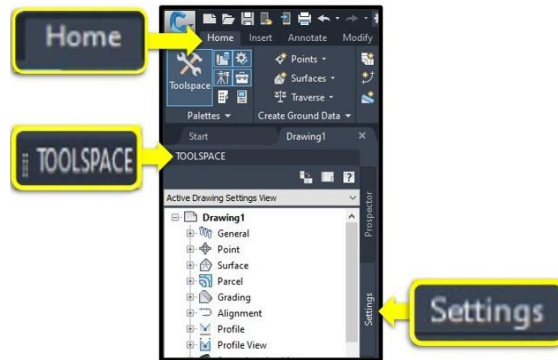 Home
Home Insert Annotate Modify
Points
Surfaces
Toolspace
Traverse
Palettes Create Ground Data
Start Drawing1
TOOLSPACE
TOOLSPACE
Active Drawing Settings View
Prospector
Drawing1
General
Point
Surface
Parcel
Settings
Settings
Grading
Alignment
Profile
Profile View